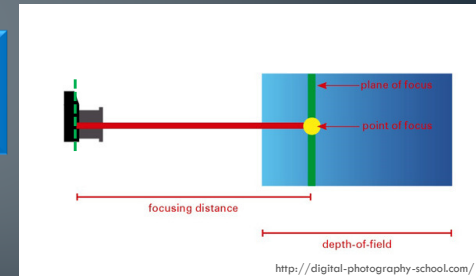 plane of focus
point of focus
focusing distance
depth-of-field
http://digital-photography-school.com/